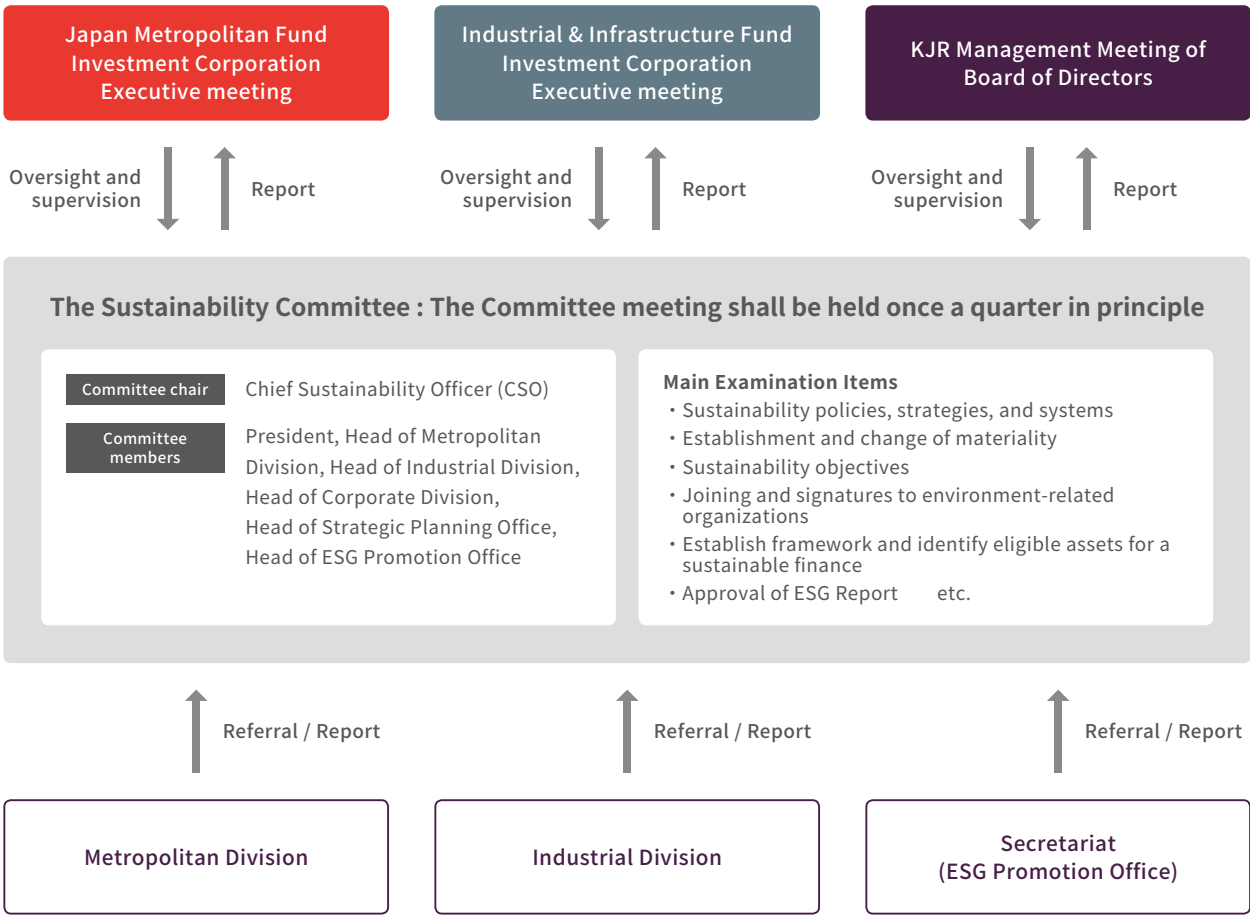 Japan Metropolitan Fund
Investment Corporation
Executive meeting
Industrial & Infrastructure Fund
Investment Corporation
Executive meeting
KJR Management Meeting of
Board of Directors
Oversight and
supervision
Report
Oversight and
supervision
Report
Oversight and
supervision
Report
The Sustainability Committee : The Committee meeting shall be held once a quarter in principle
Committee chair
Chief Sustainability Officer (CSO)
Committee
members
President, Head of Metropolitan
Division, Head of Industrial Division,
Head of Corporate Division,
Head of Strategic Planning Office,
Head of ESG Promotion Office
Main Examination Items
・Sustainability policies, strategies, and systems
・Establishment and change of materiality
・Sustainability objectives
・Joining and signatures to environment-related
organizations
・Establish framework and identify eligible assets for a
sustainable finance
・Approval of ESG Report  etc.
Referral / Report
Referral / Report
Referral / Report
Metropolitan Division
Industrial Division
Secretariat
(ESG Promotion Office)